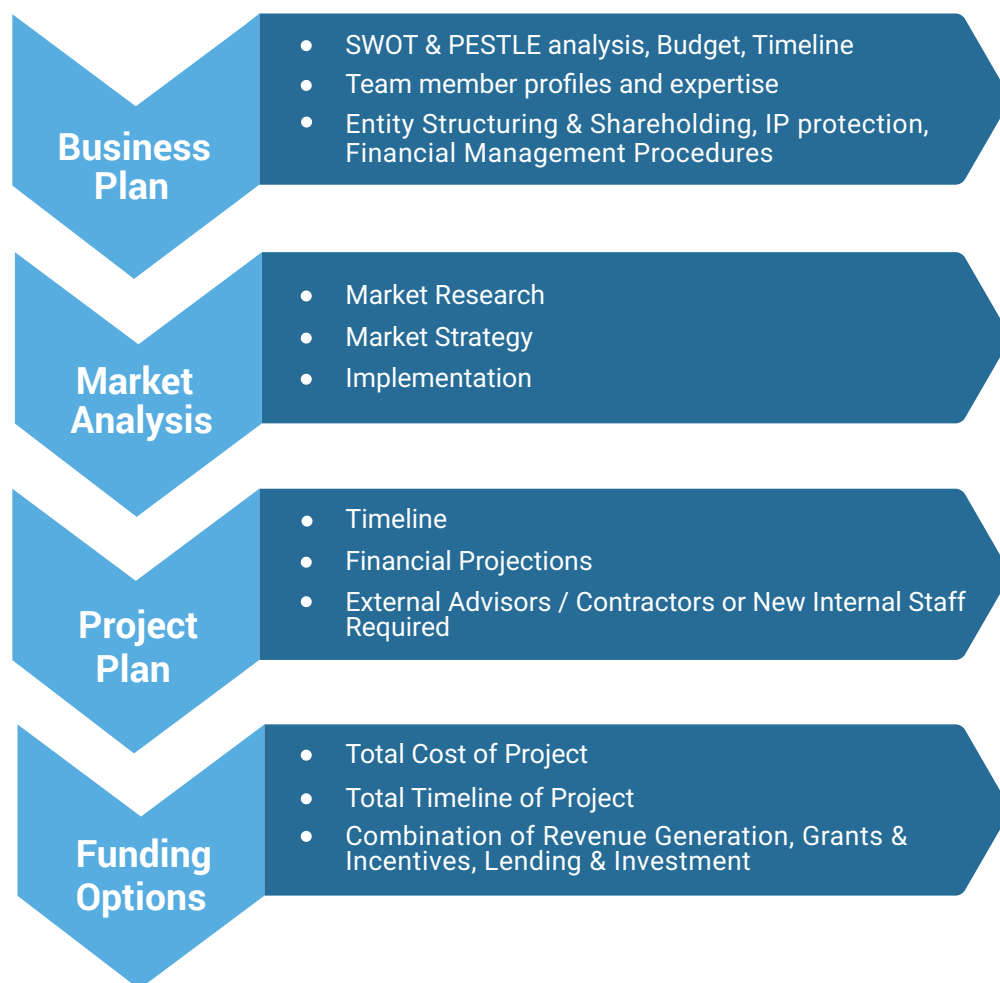 Business
Plan
SWOT & PESTLE analysis, Budget, Timeline
Team member profiles and expertise
Entity Structuring & Shareholding, IP protection,
Financial Management Procedures
Market
Analysis
Market Research
Market Strategy
Implementation
Project
Plan
Timeline
Financial Projections
External Advisors / Contractors or New Internal Staff
Required
Funding
Options
Total Cost of Project
Total Timeline of Project
Combination of Revenue Generation, Grants &
Incentives, Lending & Investment